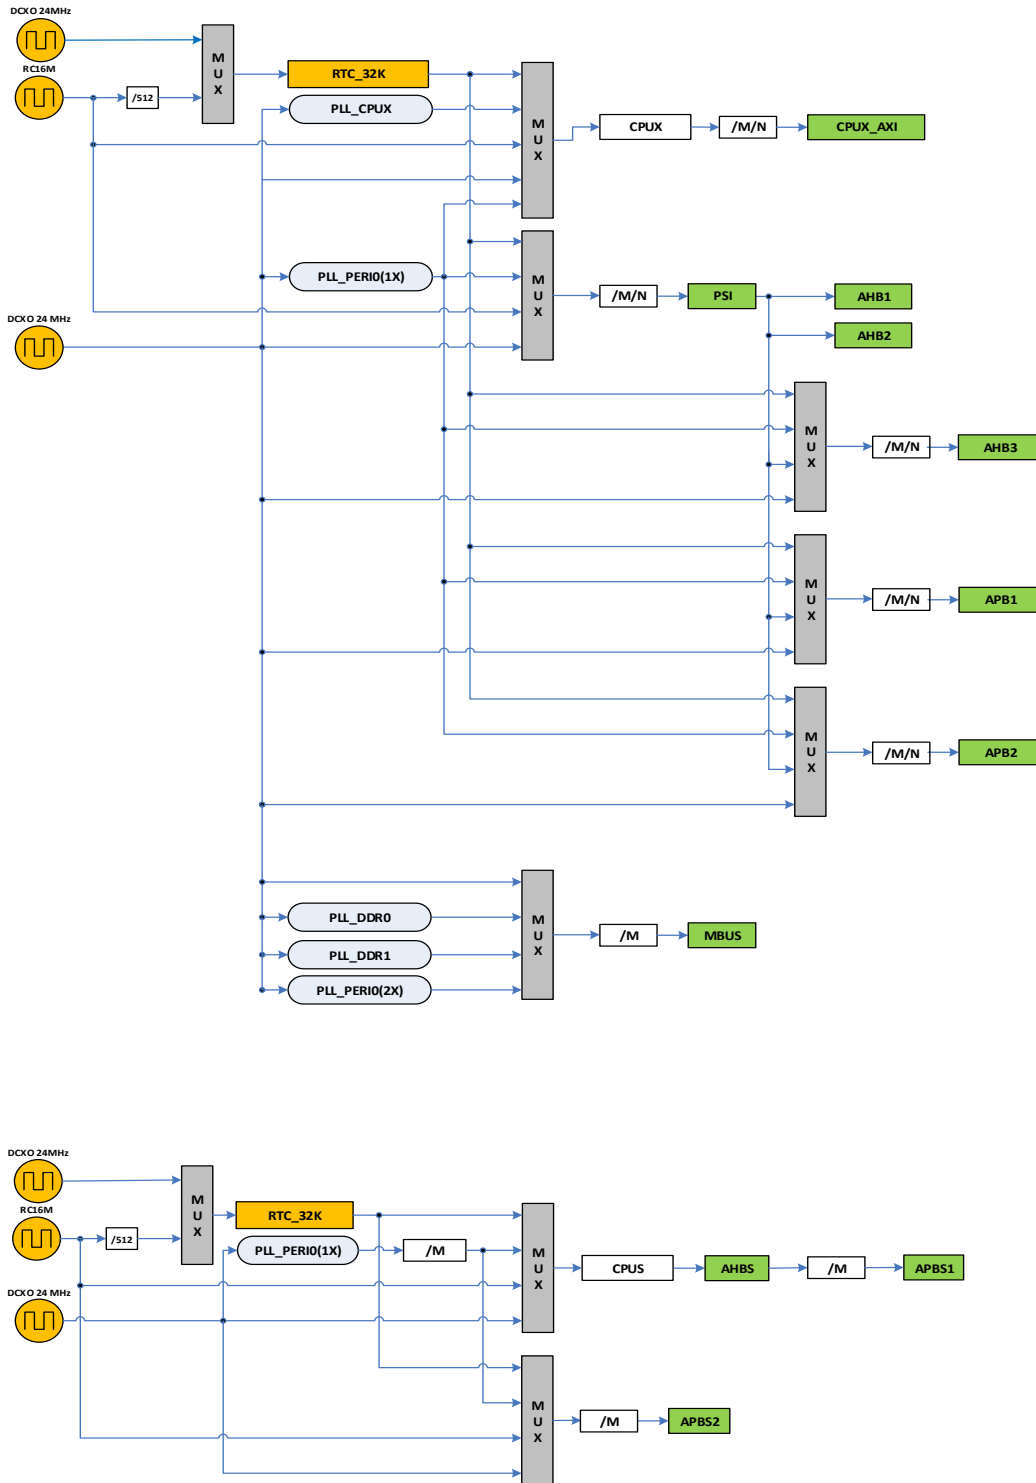 DCXO 24MHz
M
U
X
RC16M
/512
RTC_32K
PLL_CPUX
M
U
X
CPUX
/M/N
CPUX_AXI
PLL_PERI0(1X)
M
U
X
/M/N
PSI
AHB1
AHB2
DCXO 24 MHz
M
U
X
/M/N
AHB3
M
U
X
/M/N
APB1
M
U
X
/M/N
APB2
PLL_DDR0
PLL_DDR1
PLL_PERI0(2X)
M
U
X
/M
MBUS
DCXO 24MHz
M
U
X
RC16M
/512
RTC_32K
PLL_PERI0(1X)
/M
M
U
X
CPUS
AHBS
/M
APBS1
DCXO 24 MHz
M
U
X
/M
APBS2